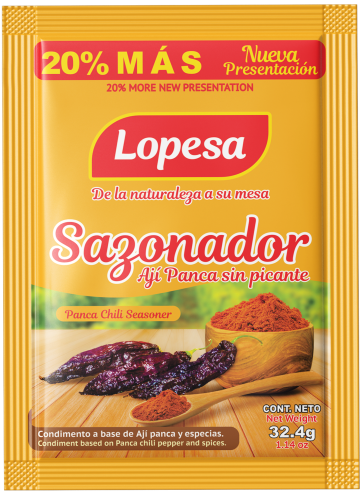 20% MÁS
Nueva
Presentación
20% MORE NEW PRESENTATION
Lopesa
De la naturaleza a su mesa
Sazonador
Ají Panca sin picante
Panca Chili Seasoner
CONT. NETO
Net Weight
32.4g
1.14 oz
Condimento a base de Ají panca y especias.
Condiment based on Panca chili pepper and spices.